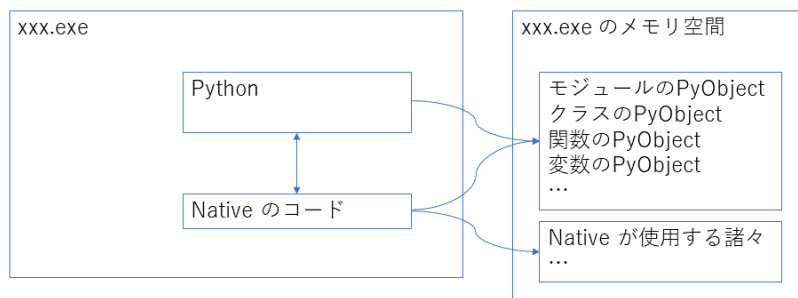 xxx.exe
Python
Native のコード
xxx.exe のメモリ空間
モジュールのPyObject
クラスのPyObject
関数のPyObject
変数のPyObject
…
Native が使用する諸々
…